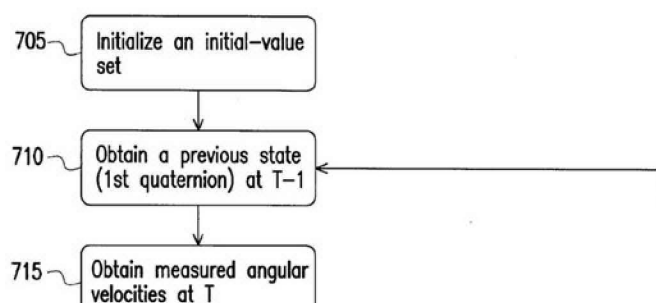 705
Initialize an initial-value
set
710
Obtain a previous state
(1st quaternion) at T-1
715
Obtain measured angular
velocities at T